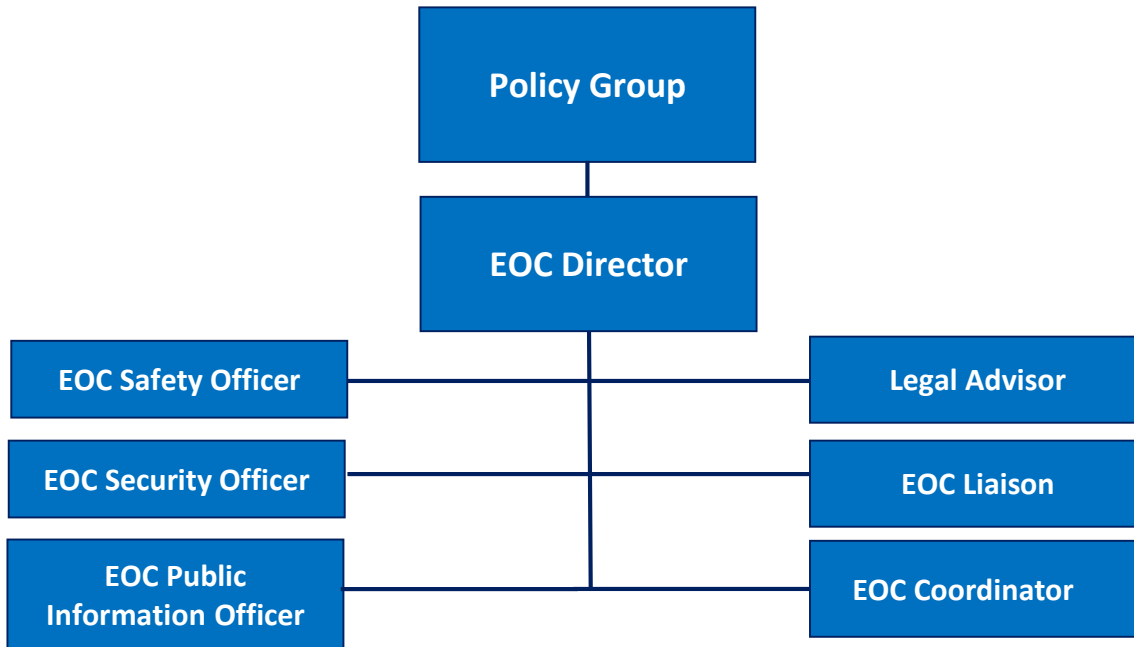 Policy Group
EOC Director
EOC Safety Officer
Legal Advisor
EOC Security Officer
EOC Liaison
EOC Public
Information Officer
EOC Coordinator